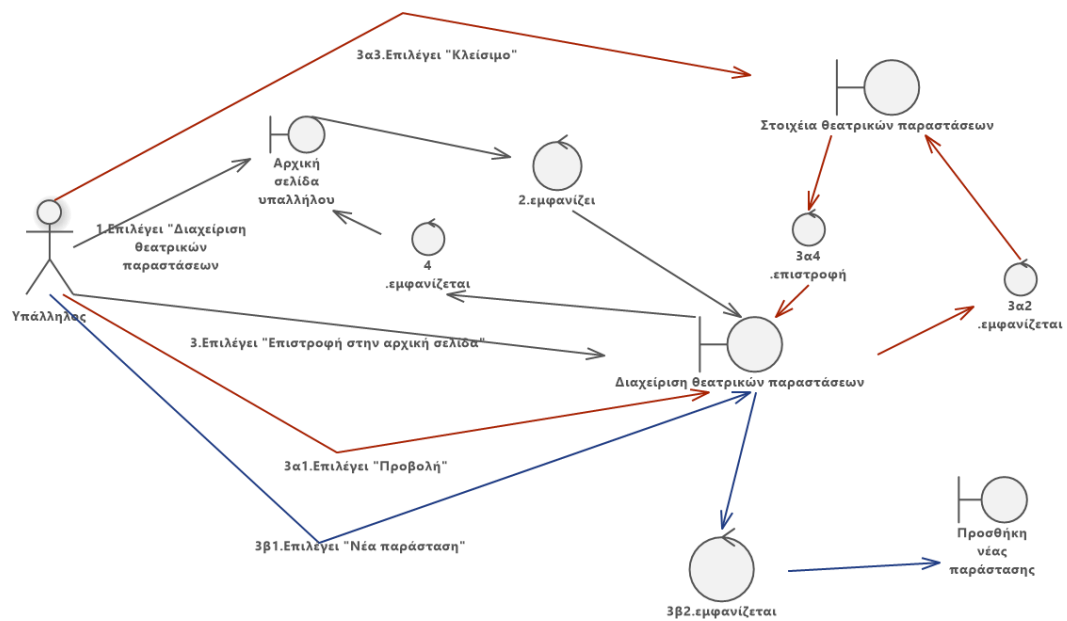 3α3.Επιλέγει "Κλείσιμο"
Στοιχέια θεατρικών παραστάσεων
Αρχική
σελίδα
υπαλλήλου
2.εμφανίζει
1.Επιλέγει "Διαχείριση
θεατρικών
παραστάσεων
4
.εμφανίζεται
3α4
.επιστροφή
3α2
.εμφανίζεται
Υπάλληλος
3.Επιλέγει "Επιστροφή στην αρχική σελίδα"
Διαχείριση θεατρικών παραστάσεων
3α1.Επιλέγει "Προβολή"
3β1.Επιλέγει "Νέα παράσταση"
Προσθήκη
νέας
παράστασης
3β2.εμφανίζεται